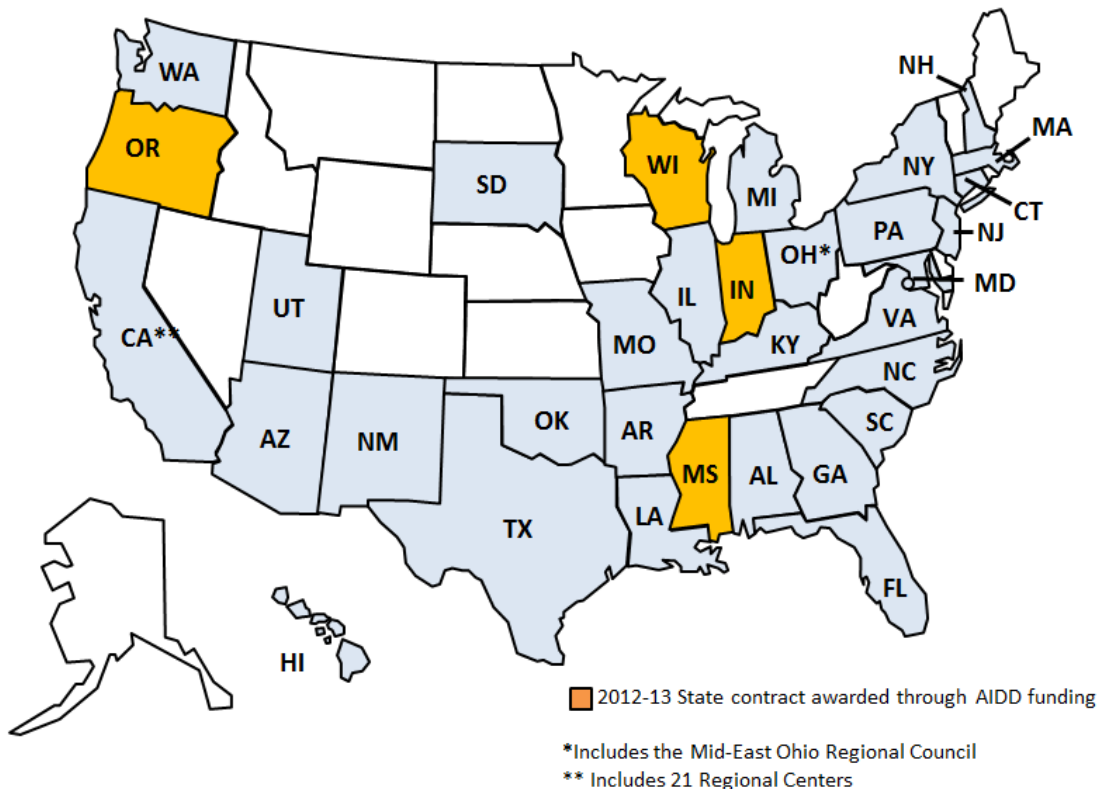 NH
WA
MA
OR
WI
NY
SD
MI
CT
PA
NJ
OH*
IN
MD
IL
UT
VA
CA**
MO
KY
NC
OK
SC
AR
AZ
NM
MS
AL
GA
LA
TX
FL
HI
2012-13 State contract awarded through AIDD funding
*Includes the Mid-East Ohio Regional Council
** Includes 21 Regional Centers